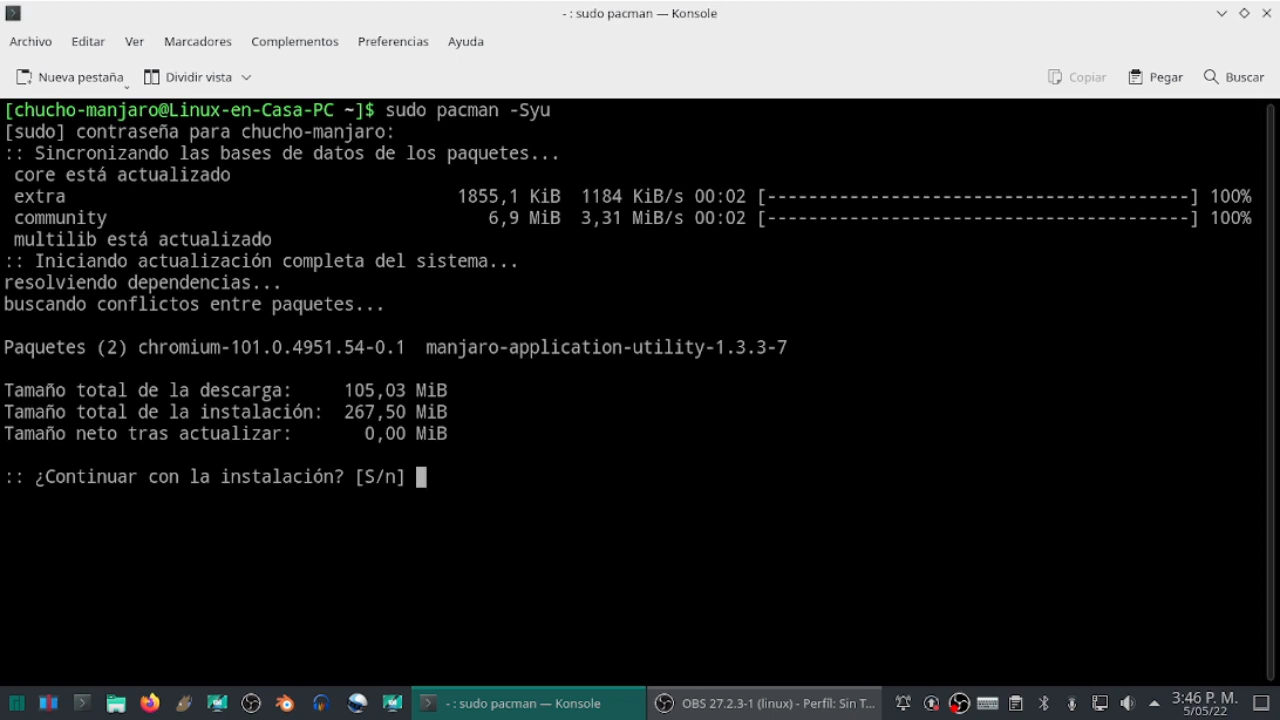 - : sudo pacman — Konsole
Archivo Editar Ver Marcadores Complementos Preferencias Ayuda
Nueva pestaña Dividir vista Copiar Pegar Buscar
[chucho-manjaro@Linux-en-Casa-PC ~]$ sudo pacman -Syu
[sudo] contraseña para chucho-manjaro:
:: Sincronizando las bases de datos de los paquetes...
core está actualizado
extra 1855,1 KiB 1184 KiB/s 00:02 [-----------------------------------------] 100%
community 6,9 MiB 3,31 MiB/s 00:02 [-----------------------------------------] 100%
multilib está actualizado
:: Iniciando actualización completa del sistema...
resolviendo dependencias...
buscando conflictos entre paquetes...
Paquetes (2) chromium-101.0.4951.54-0.1 manjaro-application-utility-1.3.3-7
Tamaño total de la descarga: 105,03 MiB
Tamaño total de la instalación: 267,50 MiB
Tamaño neto tras actualizar: 0,00 MiB
:: ¿Continuar con la instalación? [S/n]
- : sudo pacman — Konsole OBS 27.2.3-1 (linux) - Perfil: Sin T... 3:46 P. M.
5/05/22